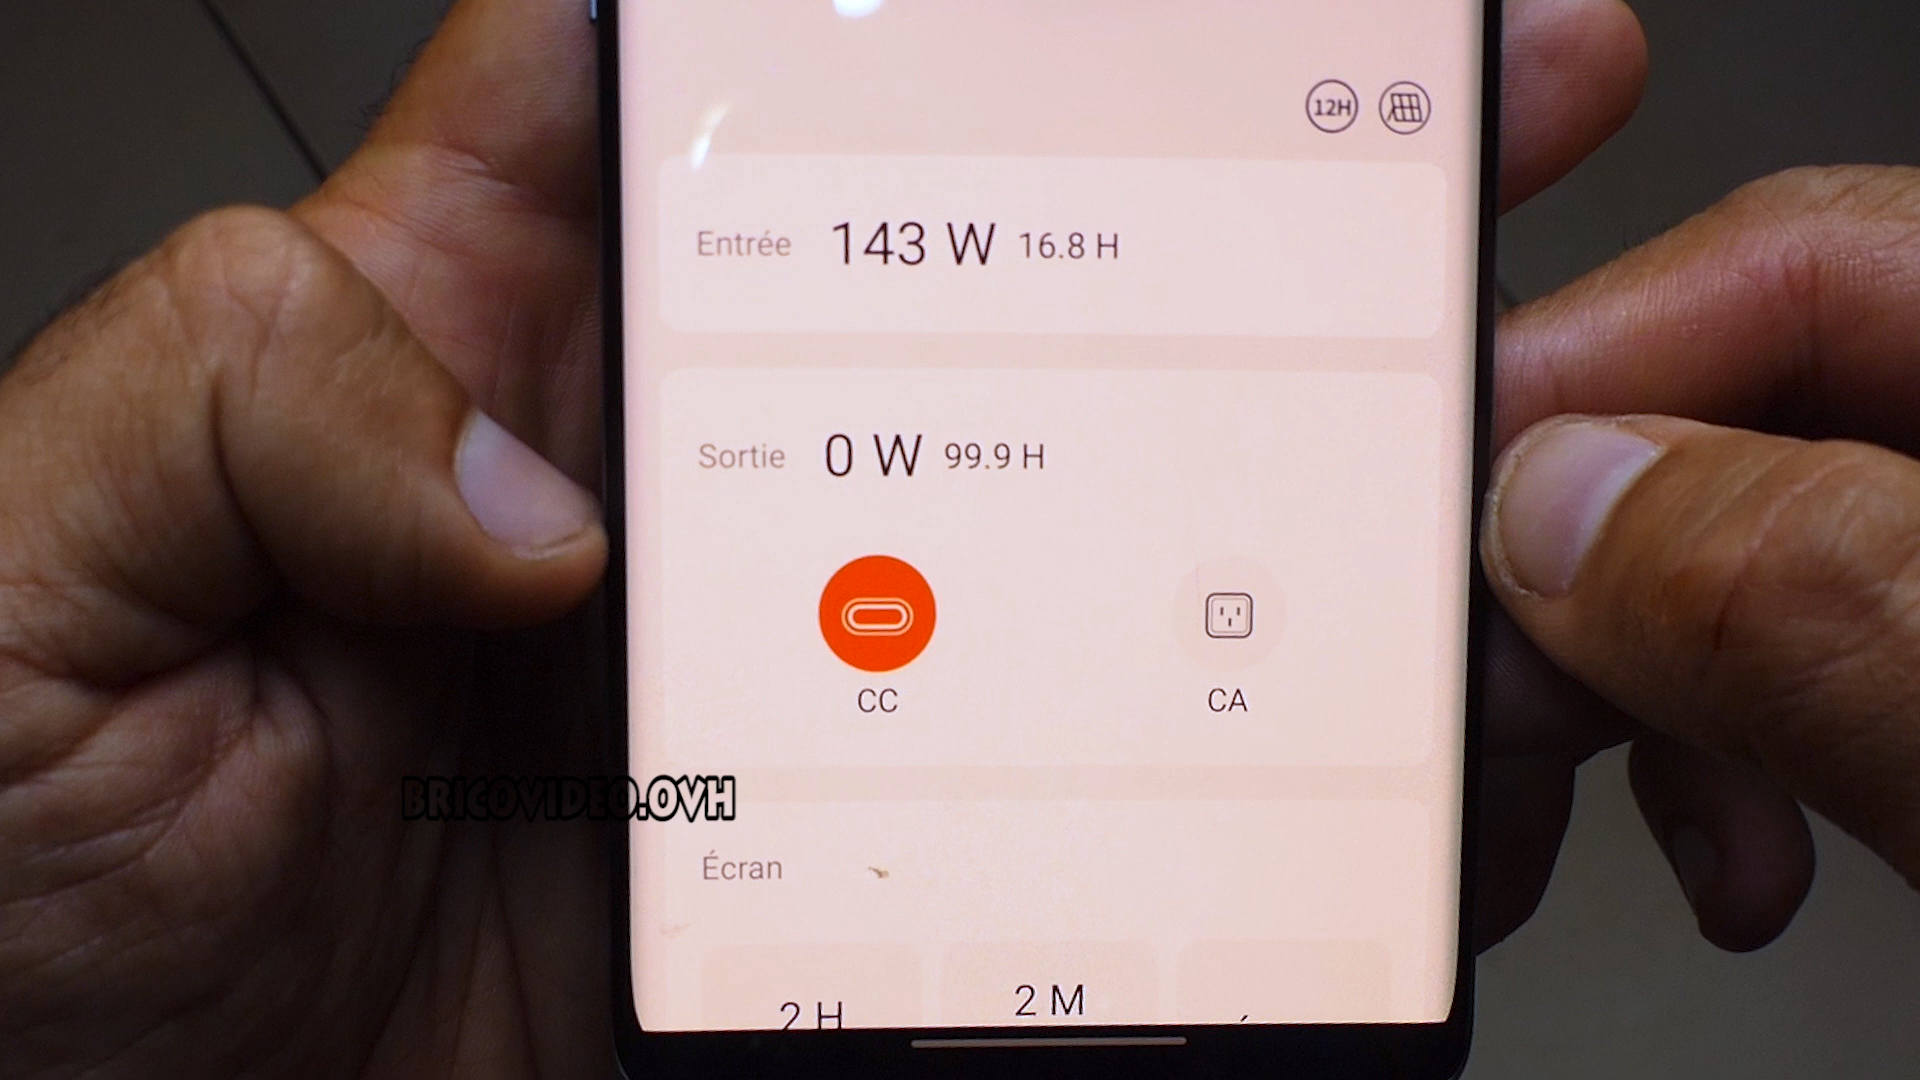 12H
Entrée 143 W 16.8 H
Sortie 0 W 99.9 H
CC CA
BRICOVIDEO.OVH
Écran
2 H 2 M